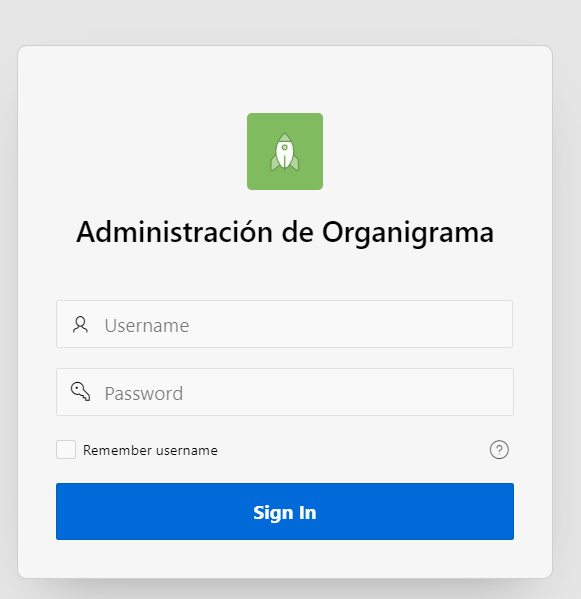 Administración de Organigrama
Username
Password
Remember username
?
Sign In